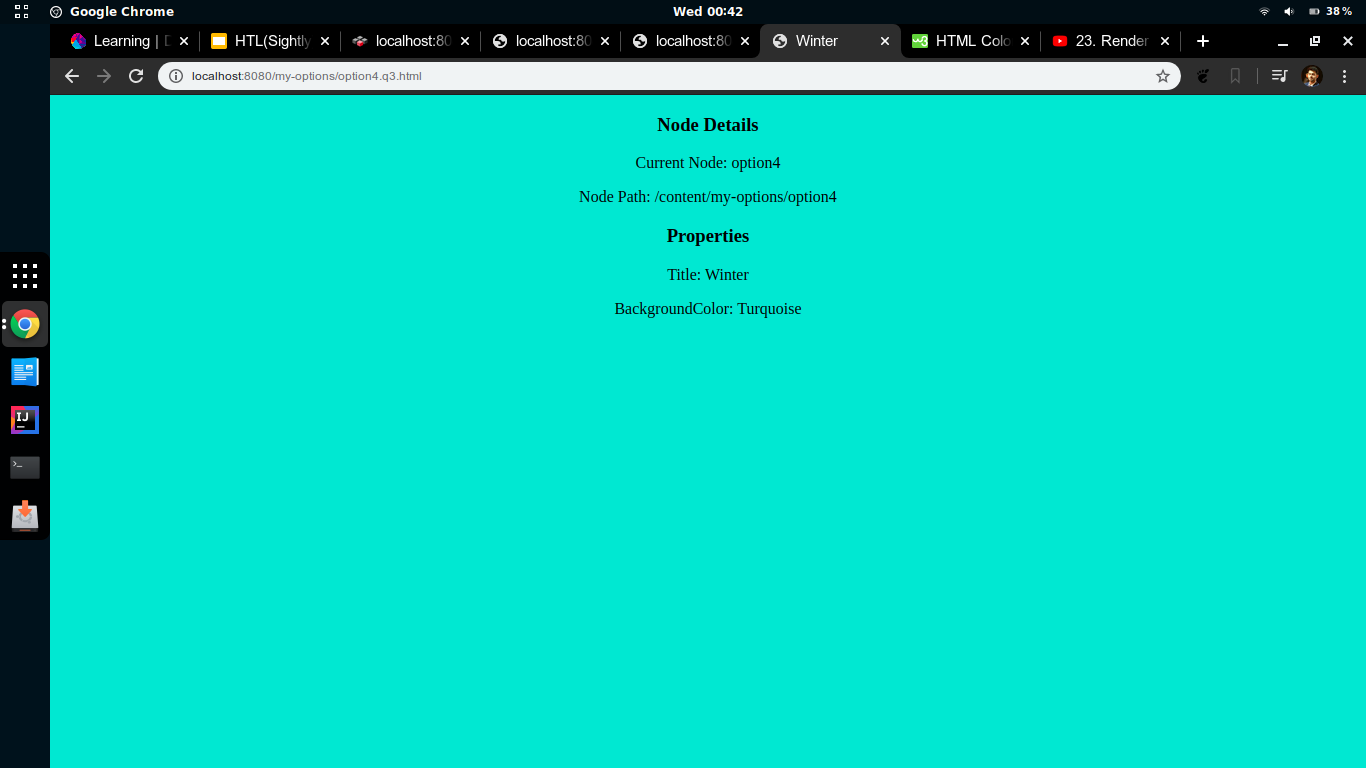 Google Chrome
Wed 00:42
38 %
Learning | D
HTL(Sightly
localhost:80
localhost:80
localhost:80
Winter
HTML Colo
23. Render
localhost:8080/my-options/option4.q3.html
Node Details
Current Node: option4
Node Path: /content/my-options/option4
Properties
Title: Winter
BackgroundColor: Turquoise
IJ